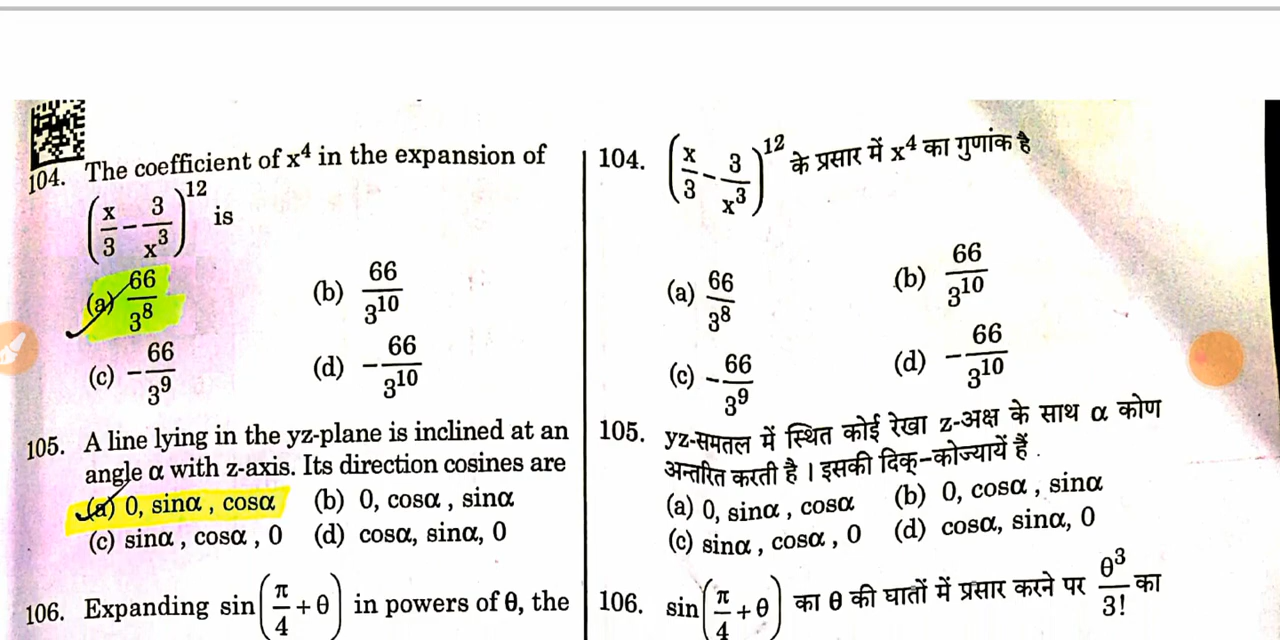 104. The coefficient of x⁴ in the expansion of
(x/3 − 3/x³)¹² is
(a) 66/3⁸ (b) 66/3¹⁰
(c) −66/3⁹ (d) −66/3¹⁰
105. A line lying in the yz-plane is inclined at an
angle α with z-axis. Its direction cosines are
(a) 0, sinα , cosα (b) 0, cosα , sinα
(c) sinα , cosα , 0 (d) cosα, sinα, 0
106. Expanding sin(π/4 + θ) in powers of θ, the
104. (x/3 − 3/x³)¹² के प्रसार में x⁴ का गुणांक है
(a) 66/3⁸ (b) 66/3¹⁰
(c) −66/3⁹ (d) −66/3¹⁰
105. yz-समतल में स्थित कोई रेखा z-अक्ष के साथ α कोण
अन्तरित करती है । इसकी दिक्-कोज्यायें हैं .
(a) 0, sinα , cosα (b) 0, cosα , sinα
(c) sinα , cosα , 0 (d) cosα, sinα, 0
106. sin(π/4 + θ) का θ की घातों में प्रसार करने पर θ³/3! का